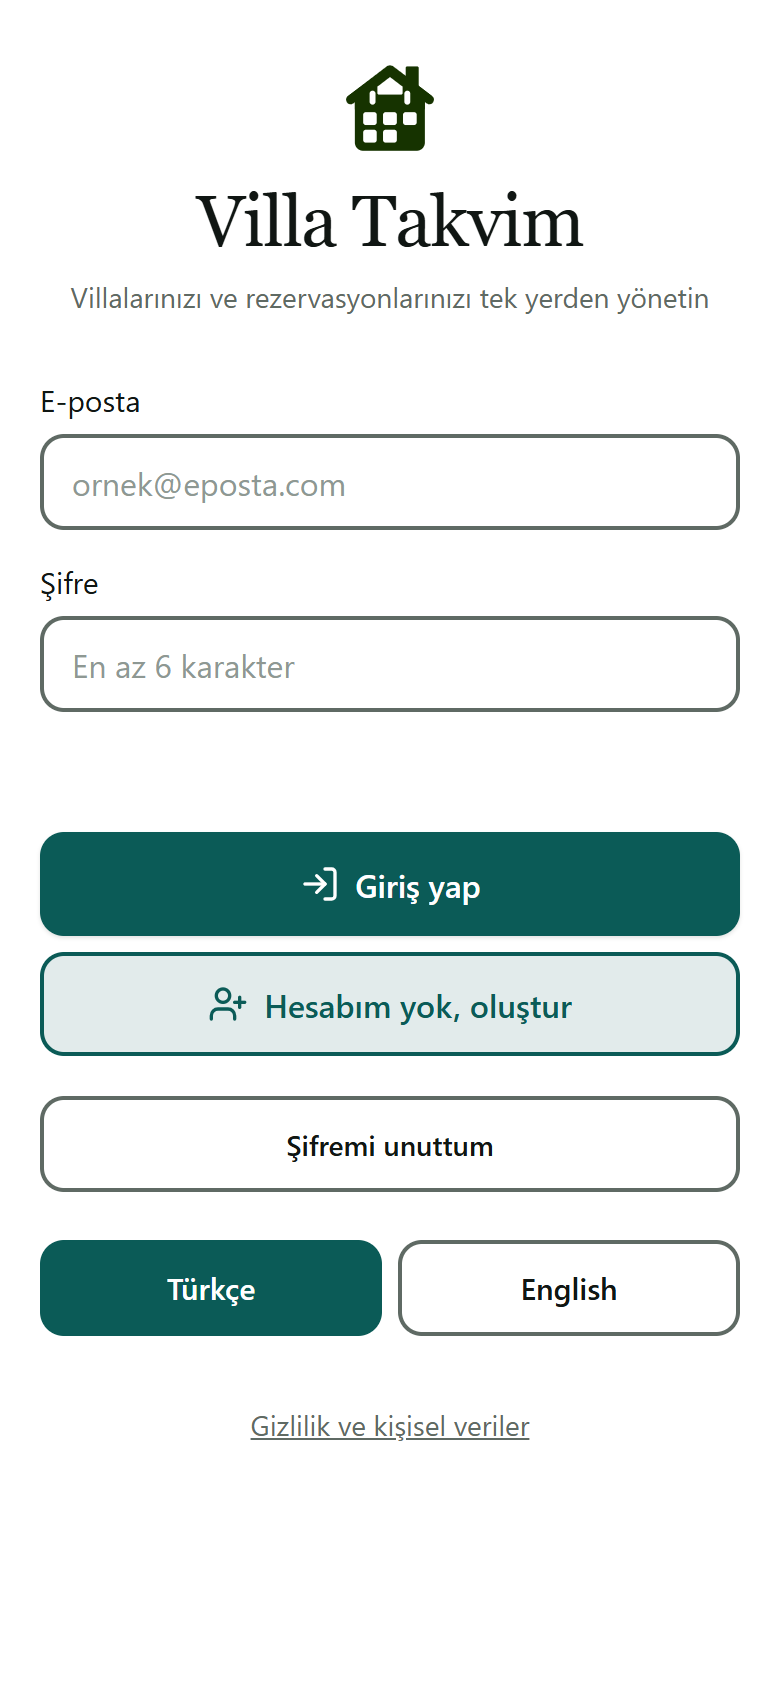 Villa Takvim
Villalarınızı ve rezervasyonlarınızı tek yerden yönetin
E-posta
ornek@eposta.com
Şifre
En az 6 karakter
Giriş yap
Hesabım yok, oluştur
Şifremi unuttum
Türkçe
English
Gizlilik ve kişisel veriler